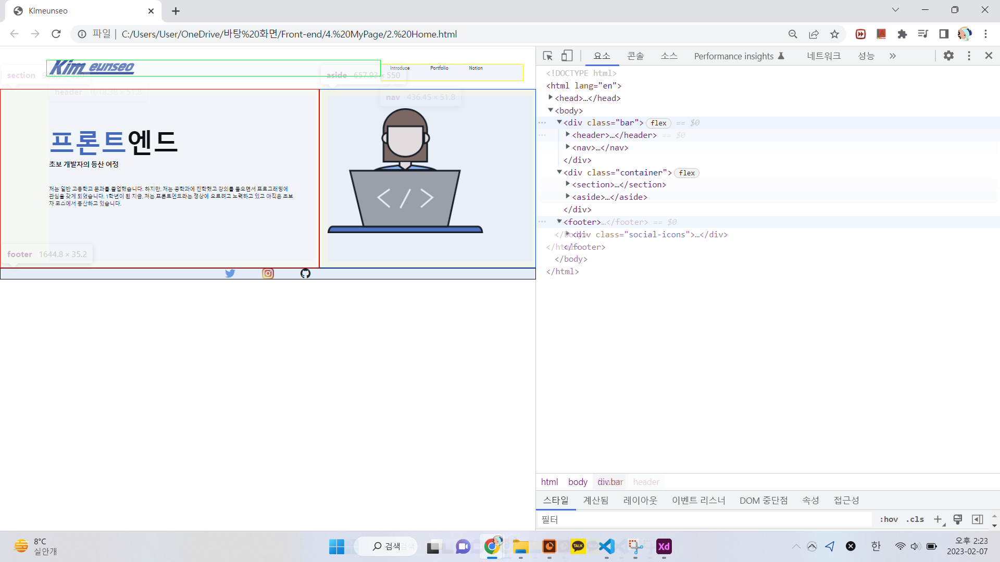 Kimeunseo
파일 | C:/Users/User/OneDrive/바탕%20화면/Front-end/4.%20MyPage/2.%20Home.html
Kim eunseo
Introduce Portfolio Notion
section
aside 657.93 × 550
header 1018.38 × 51.8
nav 436.45 × 51.8
프론트엔드
초보 개발자의 등산 여정
저는 일반 고등학교 문과를 졸업했습니다. 하지만, 저는 공학과에 진학했고 강의를 들으면서 프로그래밍에
관심을 갖게 되었습니다. 1학년이 된 지금, 저는 프론트엔드라는 정상에 오르려고 노력하고 있고 아직은 초보
자 코스에서 등산하고 있습니다.
</>
footer 1644.8 × 35.2
요소 콘솔 소스 Performance insights 네트워크 성능 »
<!DOCTYPE html>
<html lang="en">
<head>…</head>
<body>
<div class="bar"> flex == $0
<header>…</header> == $0
<nav>…</nav>
</div>
<div class="container"> flex
<section>…</section>
<aside>…</aside>
</div>
<footer>…</footer> == $0
</body>
<div class="social-icons">…</div>
</html>
</footer>
</body>
</html>
html body div.bar header
스타일 계산됨 레이아웃 이벤트 리스너 DOM 중단점 속성 접근성
필터 :hov .cls
8°C
실안개
검색
TALK
Xd
한
오후 2:23
2023-02-07